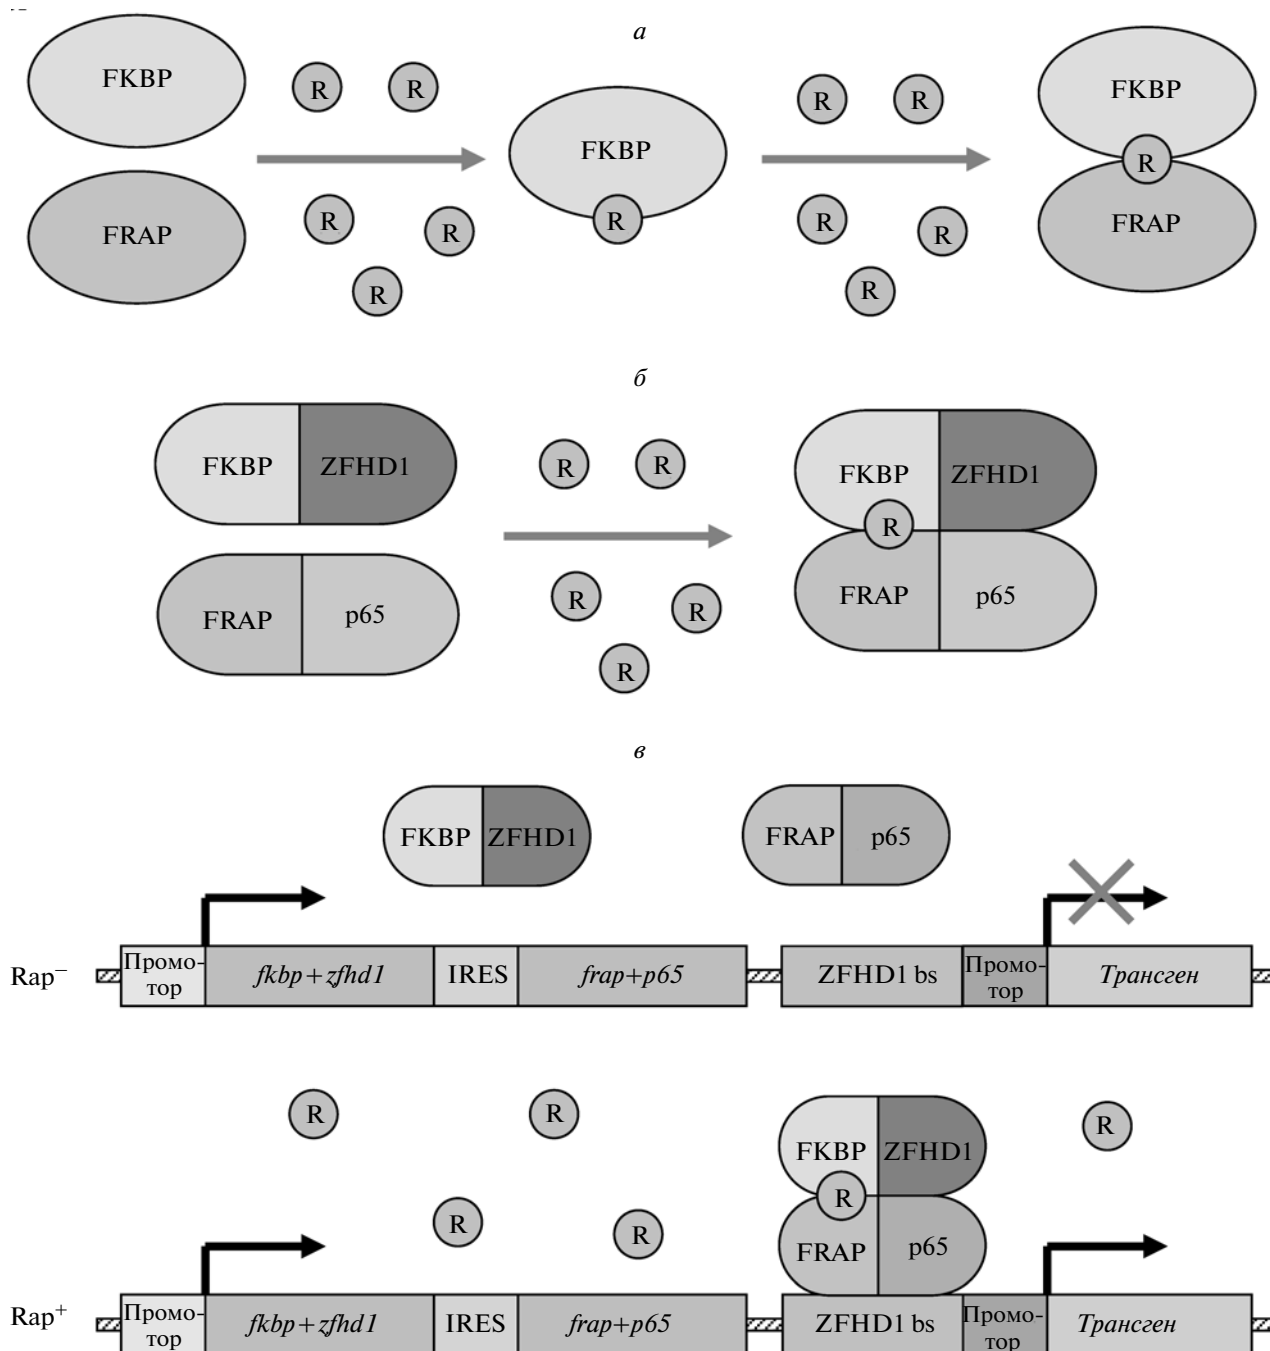 а
FKBP
R R
FKBP
R R
FKBP
R
FRAP
R R
R
R
R R
R
FRAP
б
FKBP ZFHD1
R R
FKBP ZFHD1
R
FRAP p65
R R
R
FRAP p65
в
FKBP ZFHD1
FRAP p65
Rap⁻
Промо-
тор
fkbp+zfhd1
IRES
frap+p65
ZFHD1 bs
Промо-
тор
Трансген
R R
FKBP ZFHD1
R
R
R R
FRAP p65
Rap⁺
Промо-
тор
fkbp+zfhd1
IRES
frap+p65
ZFHD1 bs
Промо-
тор
Трансген